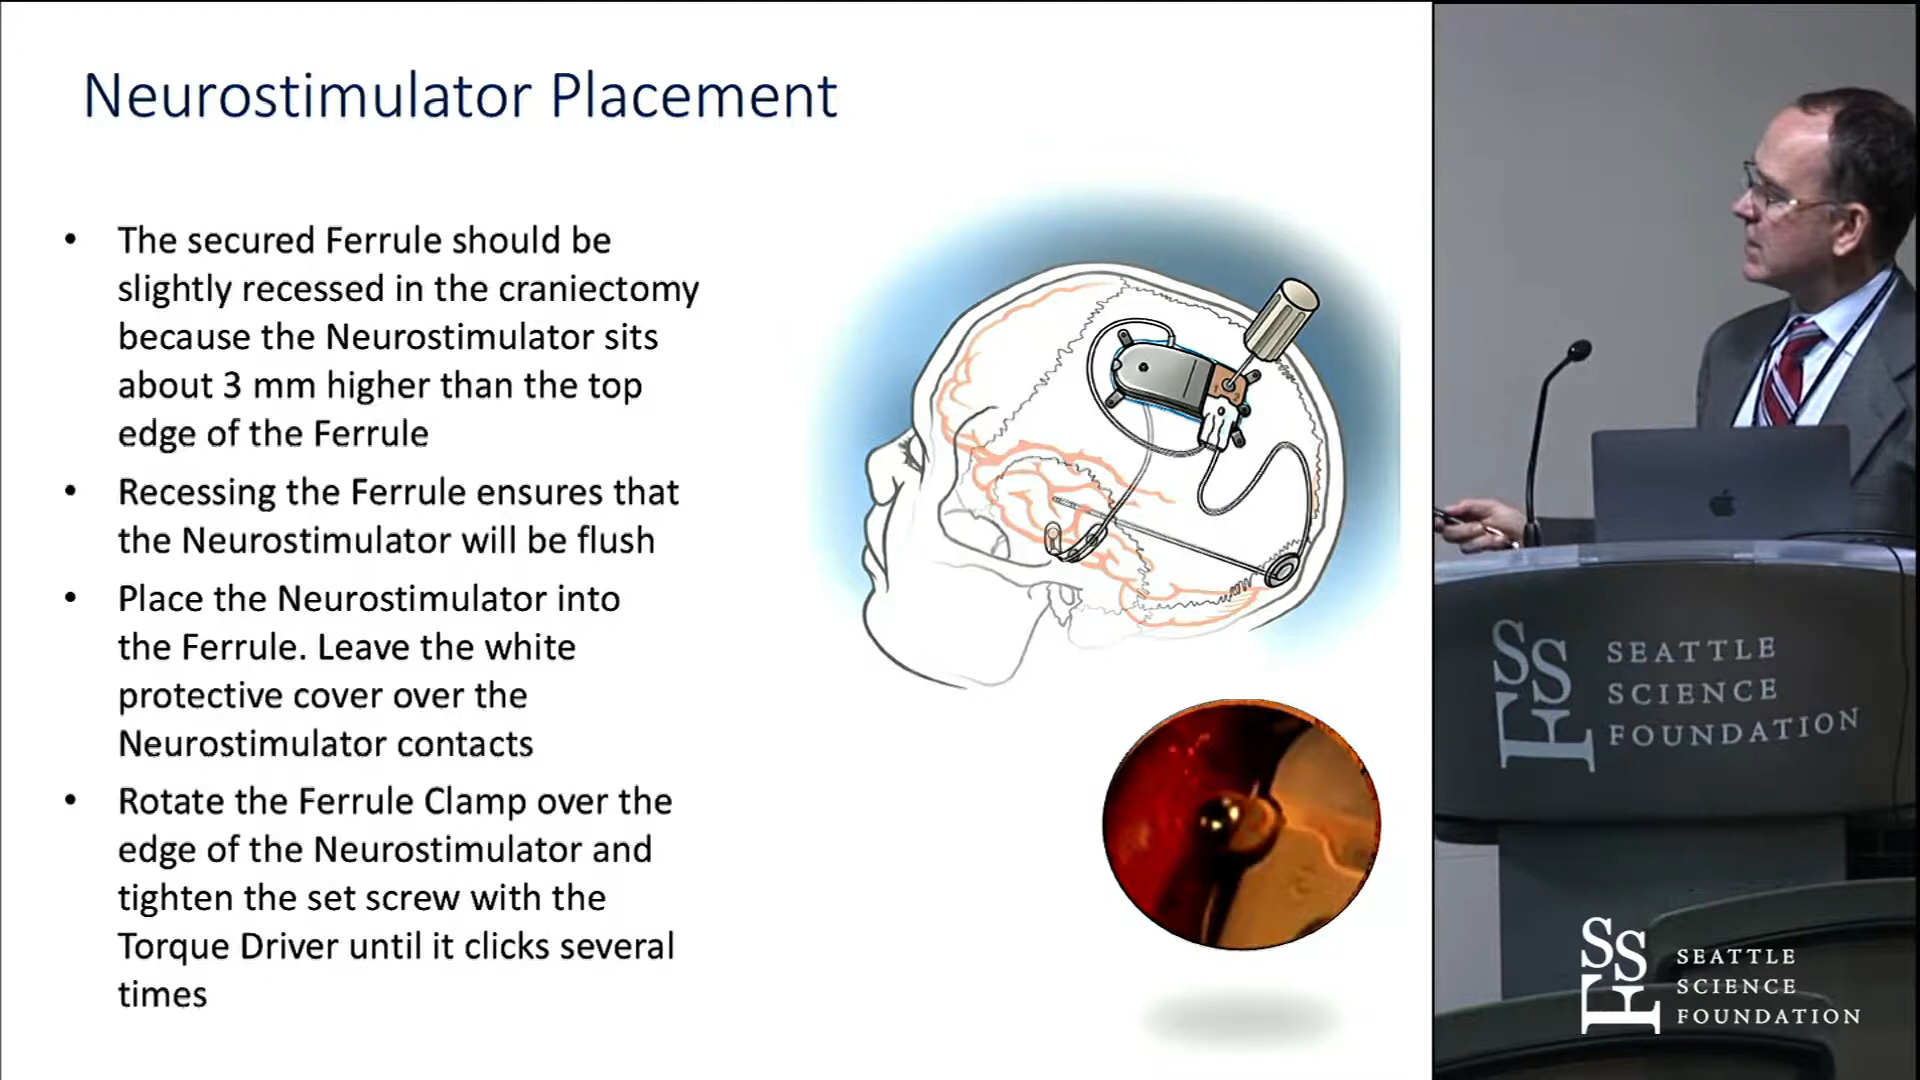 Neurostimulator Placement
• The secured Ferrule should be
slightly recessed in the craniectomy
because the Neurostimulator sits
about 3 mm higher than the top
edge of the Ferrule
• Recessing the Ferrule ensures that
the Neurostimulator will be flush
• Place the Neurostimulator into
the Ferrule. Leave the white
protective cover over the
Neurostimulator contacts
• Rotate the Ferrule Clamp over the
edge of the Neurostimulator and
tighten the set screw with the
Torque Driver until it clicks several
times
SSF
SEATTLE
SCIENCE
FOUNDATION
SSF
SEATTLE
SCIENCE
FOUNDATION